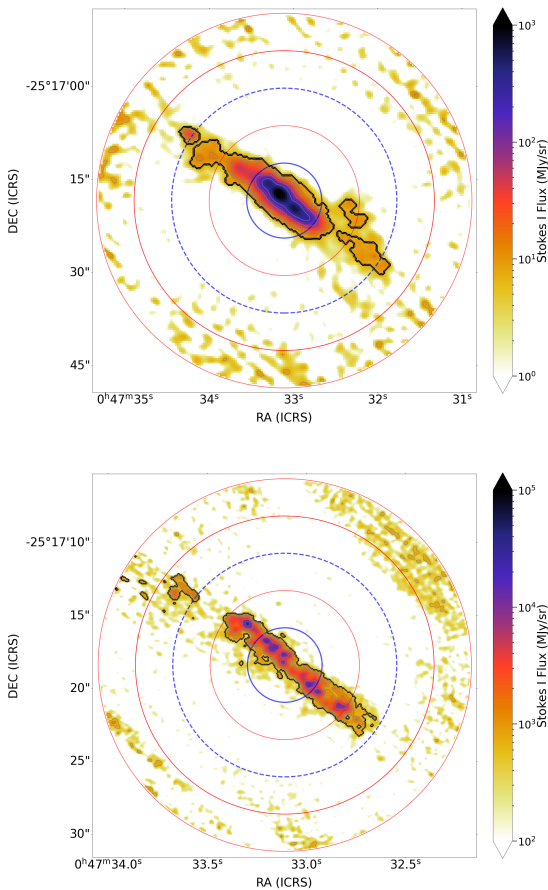 10³
10²
10¹
10⁰
Stokes I Flux (MJy/sr)
-25°17'00"
15"
30"
45"
DEC (ICRS)
0ʰ47ᵐ35ˢ 34ˢ 33ˢ 32ˢ 31ˢ
RA (ICRS)
10⁵
10⁴
10³
10²
Stokes I Flux (MJy/sr)
-25°17'10"
15"
20"
25"
30"
DEC (ICRS)
0ʰ47ᵐ34.0ˢ 33.5ˢ 33.0ˢ 32.5ˢ
RA (ICRS)